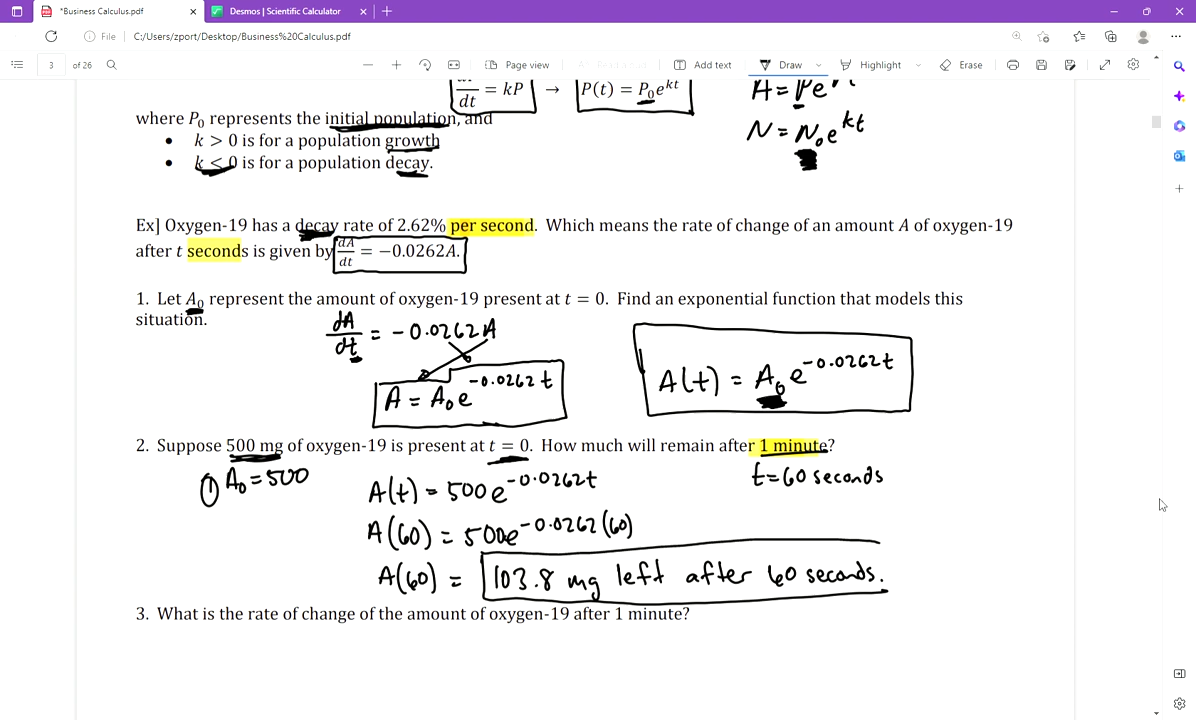 *Business Calculus.pdf
Desmos | Scientific Calculator
File C:/Users/zport/Desktop/Business%20Calculus.pdf
3 of 26 Page view Add text Draw Highlight Erase
dt = kP → P(t) = P₀eᵏᵗ
where P₀ represents the initial population, and
• k > 0 is for a population growth
• k < 0 is for a population decay.
N = N₀eᵏᵗ
Ex] Oxygen-19 has a decay rate of 2.62% per second. Which means the rate of change of an amount A of oxygen-19
after t seconds is given by dA/dt = −0.0262A.
1. Let A₀ represent the amount of oxygen-19 present at t = 0. Find an exponential function that models this
situation.
dA/dt = -0.0262A
A = A₀e^-0.0262t
A(t) = A₀e^-0.0262t
2. Suppose 500 mg of oxygen-19 is present at t = 0. How much will remain after 1 minute?
① A₀=500
t=60 seconds
A(t) = 500e^-0.0262t
A(60) = 500e^-0.0262(60)
A(60) = 103.8 mg left after 60 seconds.
3. What is the rate of change of the amount of oxygen-19 after 1 minute?